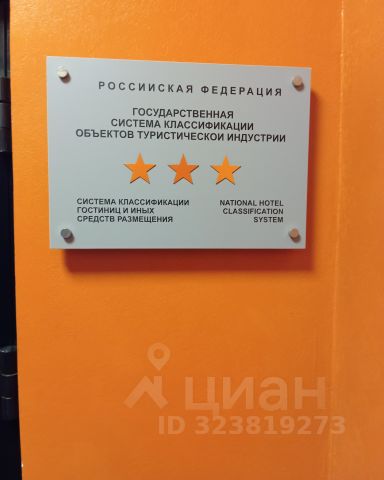 РОССИЙСКАЯ ФЕДЕРАЦИЯ
ГОСУДАРСТВЕННАЯ
СИСТЕМА КЛАССИФИКАЦИИ
ОБЪЕКТОВ ТУРИСТИЧЕСКОЙ ИНДУСТРИИ
СИСТЕМА КЛАССИФИКАЦИИ
ГОСТИНИЦ И ИНЫХ
СРЕДСТВ РАЗМЕЩЕНИЯ
NATIONAL HOTEL
CLASSIFICATION
SYSTEM
циан
ID 323819273